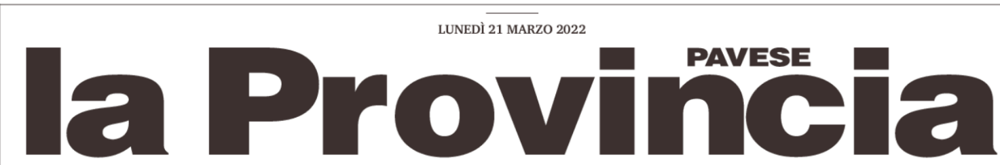 LUNEDÌ 21 MARZO 2022
PAVESE
la Provincia